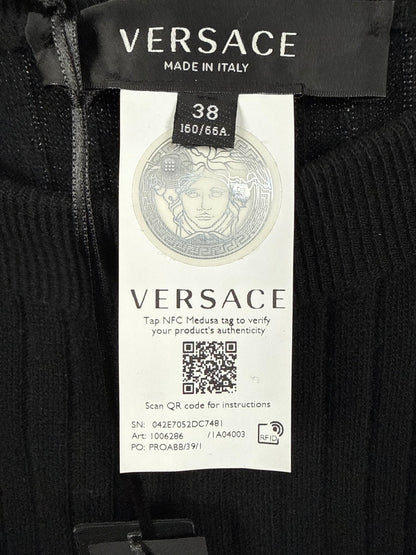 VERSACE
MADE IN ITALY
38
160/66A.
VERSACE
Tap NFC Medusa tag to verify
your product's authenticity
Scan QR code for instructions
SN: 042E7052DC7481
Art: 1006286 /1A04003
PO: PROABB/39/1
RFID